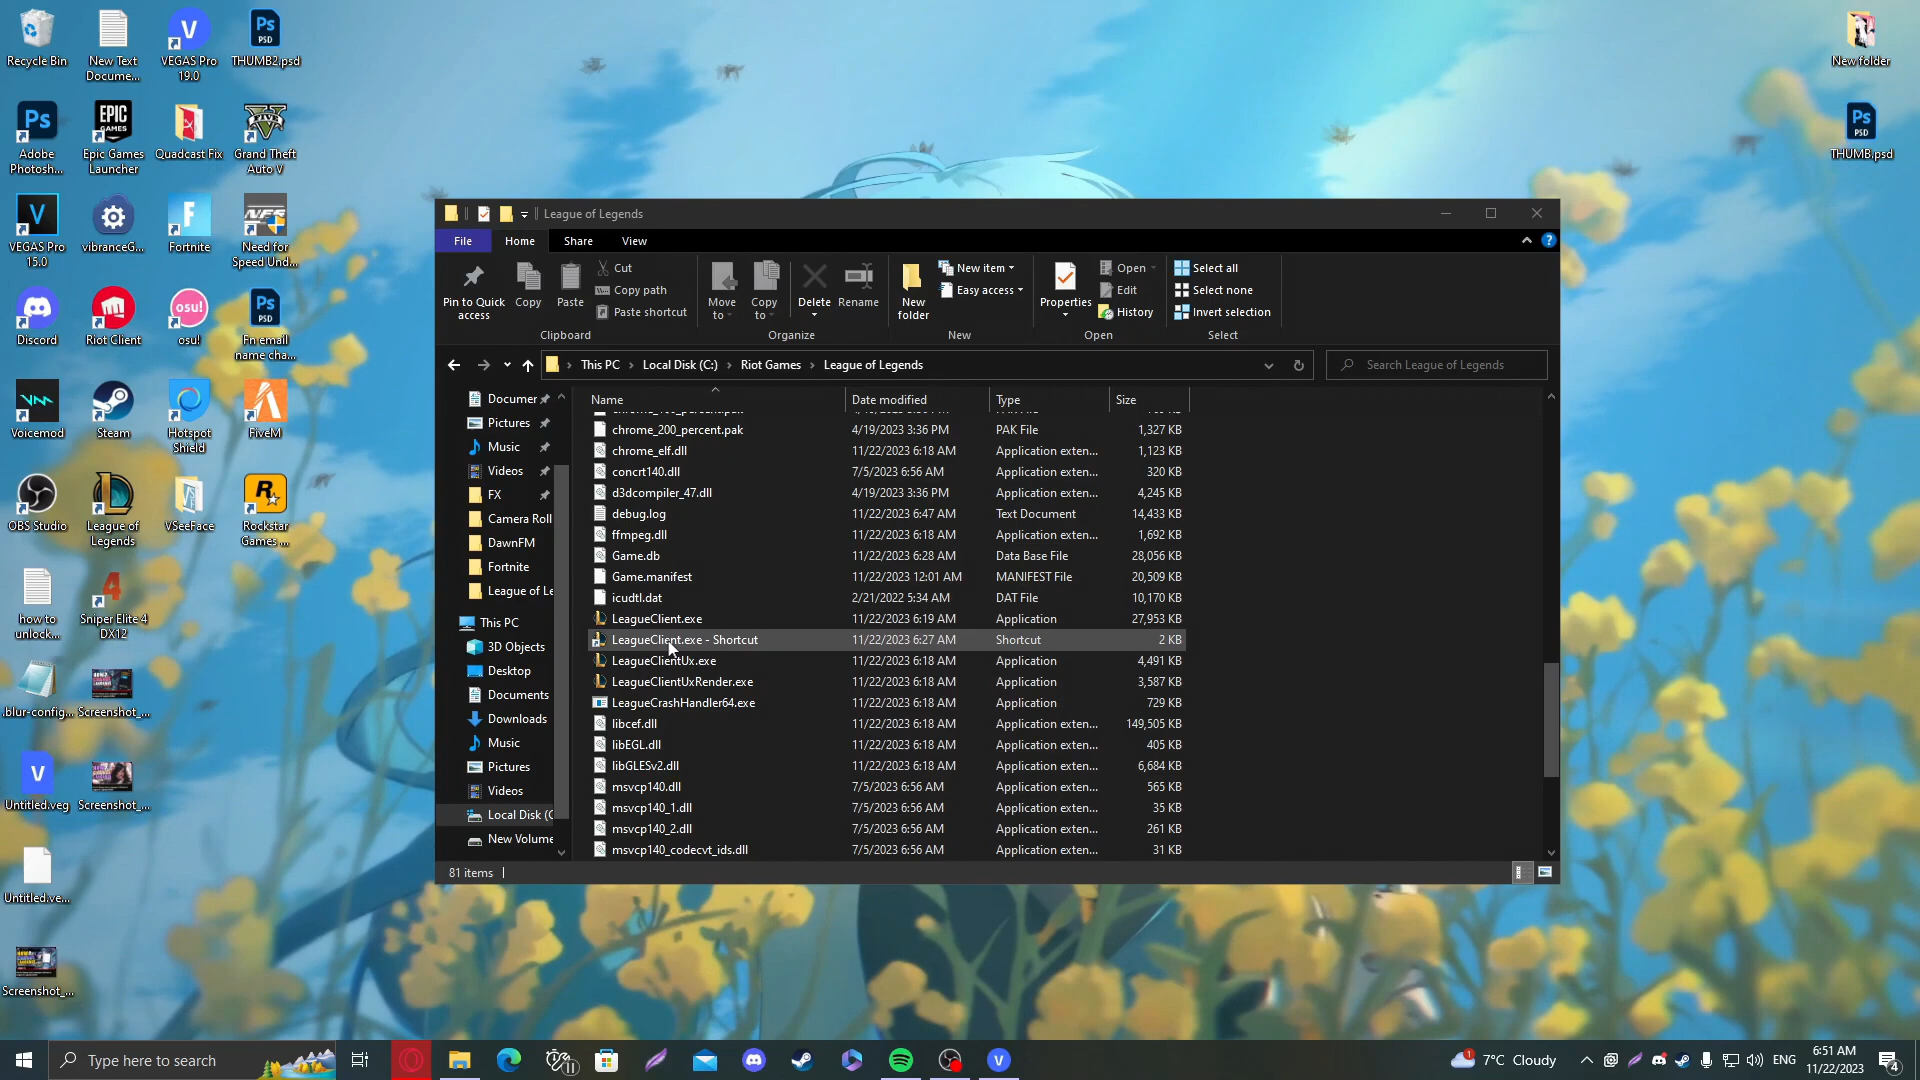 Recycle Bin
New Text
Docume...
VEGAS Pro
19.0
THUMB2.psd
Adobe
Photosh...
Epic Games
Launcher
Quadcast Fix
Grand Theft
Auto V
VEGAS Pro
15.0
vibranceG...
Fortnite
Need for
Speed Und...
Discord
Riot Client
osu!
Fn email
name cha...
Voicemod
Steam
Hotspot
Shield
FiveM
OBS Studio
League of
Legends
VSeeFace
Rockstar
Games ...
how to
unlock...
Sniper Elite 4
DX12
.blur-config...
Screenshot_...
Untitled.veg
Screenshot_...
Untitled.ve...
Screenshot_...
New folder
THUMB.psd
League of Legends
File
Home
Share
View
Pin to Quick
access
Copy
Paste
Cut
Copy path
Paste shortcut
Clipboard
Move
to
Copy
to
Delete
Rename
Organize
New
folder
New item
Easy access
New
Properties
Open
Edit
History
Open
Select all
Select none
Invert selection
Select
This PC
Local Disk (C:)
Riot Games
League of Legends
Search League of Legends
Documer
Pictures
Music
Videos
FX
Camera Roll
DawnFM
Fortnite
League of Le
This PC
3D Objects
Desktop
Documents
Downloads
Music
Pictures
Videos
Local Disk (C
New Volume
Name Date modified Type Size
chrome_200_percent.pak 4/19/2023 3:36 PM PAK File 1,327 KB
chrome_elf.dll 11/22/2023 6:18 AM Application exten... 1,123 KB
concrt140.dll 7/5/2023 6:56 AM Application exten... 320 KB
d3dcompiler_47.dll 4/19/2023 3:36 PM Application exten... 4,245 KB
debug.log 11/22/2023 6:47 AM Text Document 14,433 KB
ffmpeg.dll 11/22/2023 6:18 AM Application exten... 1,692 KB
Game.db 11/22/2023 6:28 AM Data Base File 28,056 KB
Game.manifest 11/22/2023 12:01 AM MANIFEST File 20,509 KB
icudtl.dat 2/21/2022 5:34 AM DAT File 10,170 KB
LeagueClient.exe 11/22/2023 6:19 AM Application 27,953 KB
LeagueClient.exe - Shortcut 11/22/2023 6:27 AM Shortcut 2 KB
LeagueClientUx.exe 11/22/2023 6:18 AM Application 4,491 KB
LeagueClientUxRender.exe 11/22/2023 6:18 AM Application 3,587 KB
LeagueCrashHandler64.exe 11/22/2023 6:18 AM Application 729 KB
libcef.dll 11/22/2023 6:18 AM Application exten... 149,505 KB
libEGL.dll 11/22/2023 6:18 AM Application exten... 405 KB
libGLESv2.dll 11/22/2023 6:18 AM Application exten... 6,684 KB
msvcp140.dll 7/5/2023 6:56 AM Application exten... 565 KB
msvcp140_1.dll 7/5/2023 6:56 AM Application exten... 35 KB
msvcp140_2.dll 7/5/2023 6:56 AM Application exten... 261 KB
msvcp140_codecvt_ids.dll 7/5/2023 6:56 AM Application exten... 31 KB
81 items
Type here to search
7°C Cloudy
ENG
6:51 AM
11/22/2023
4